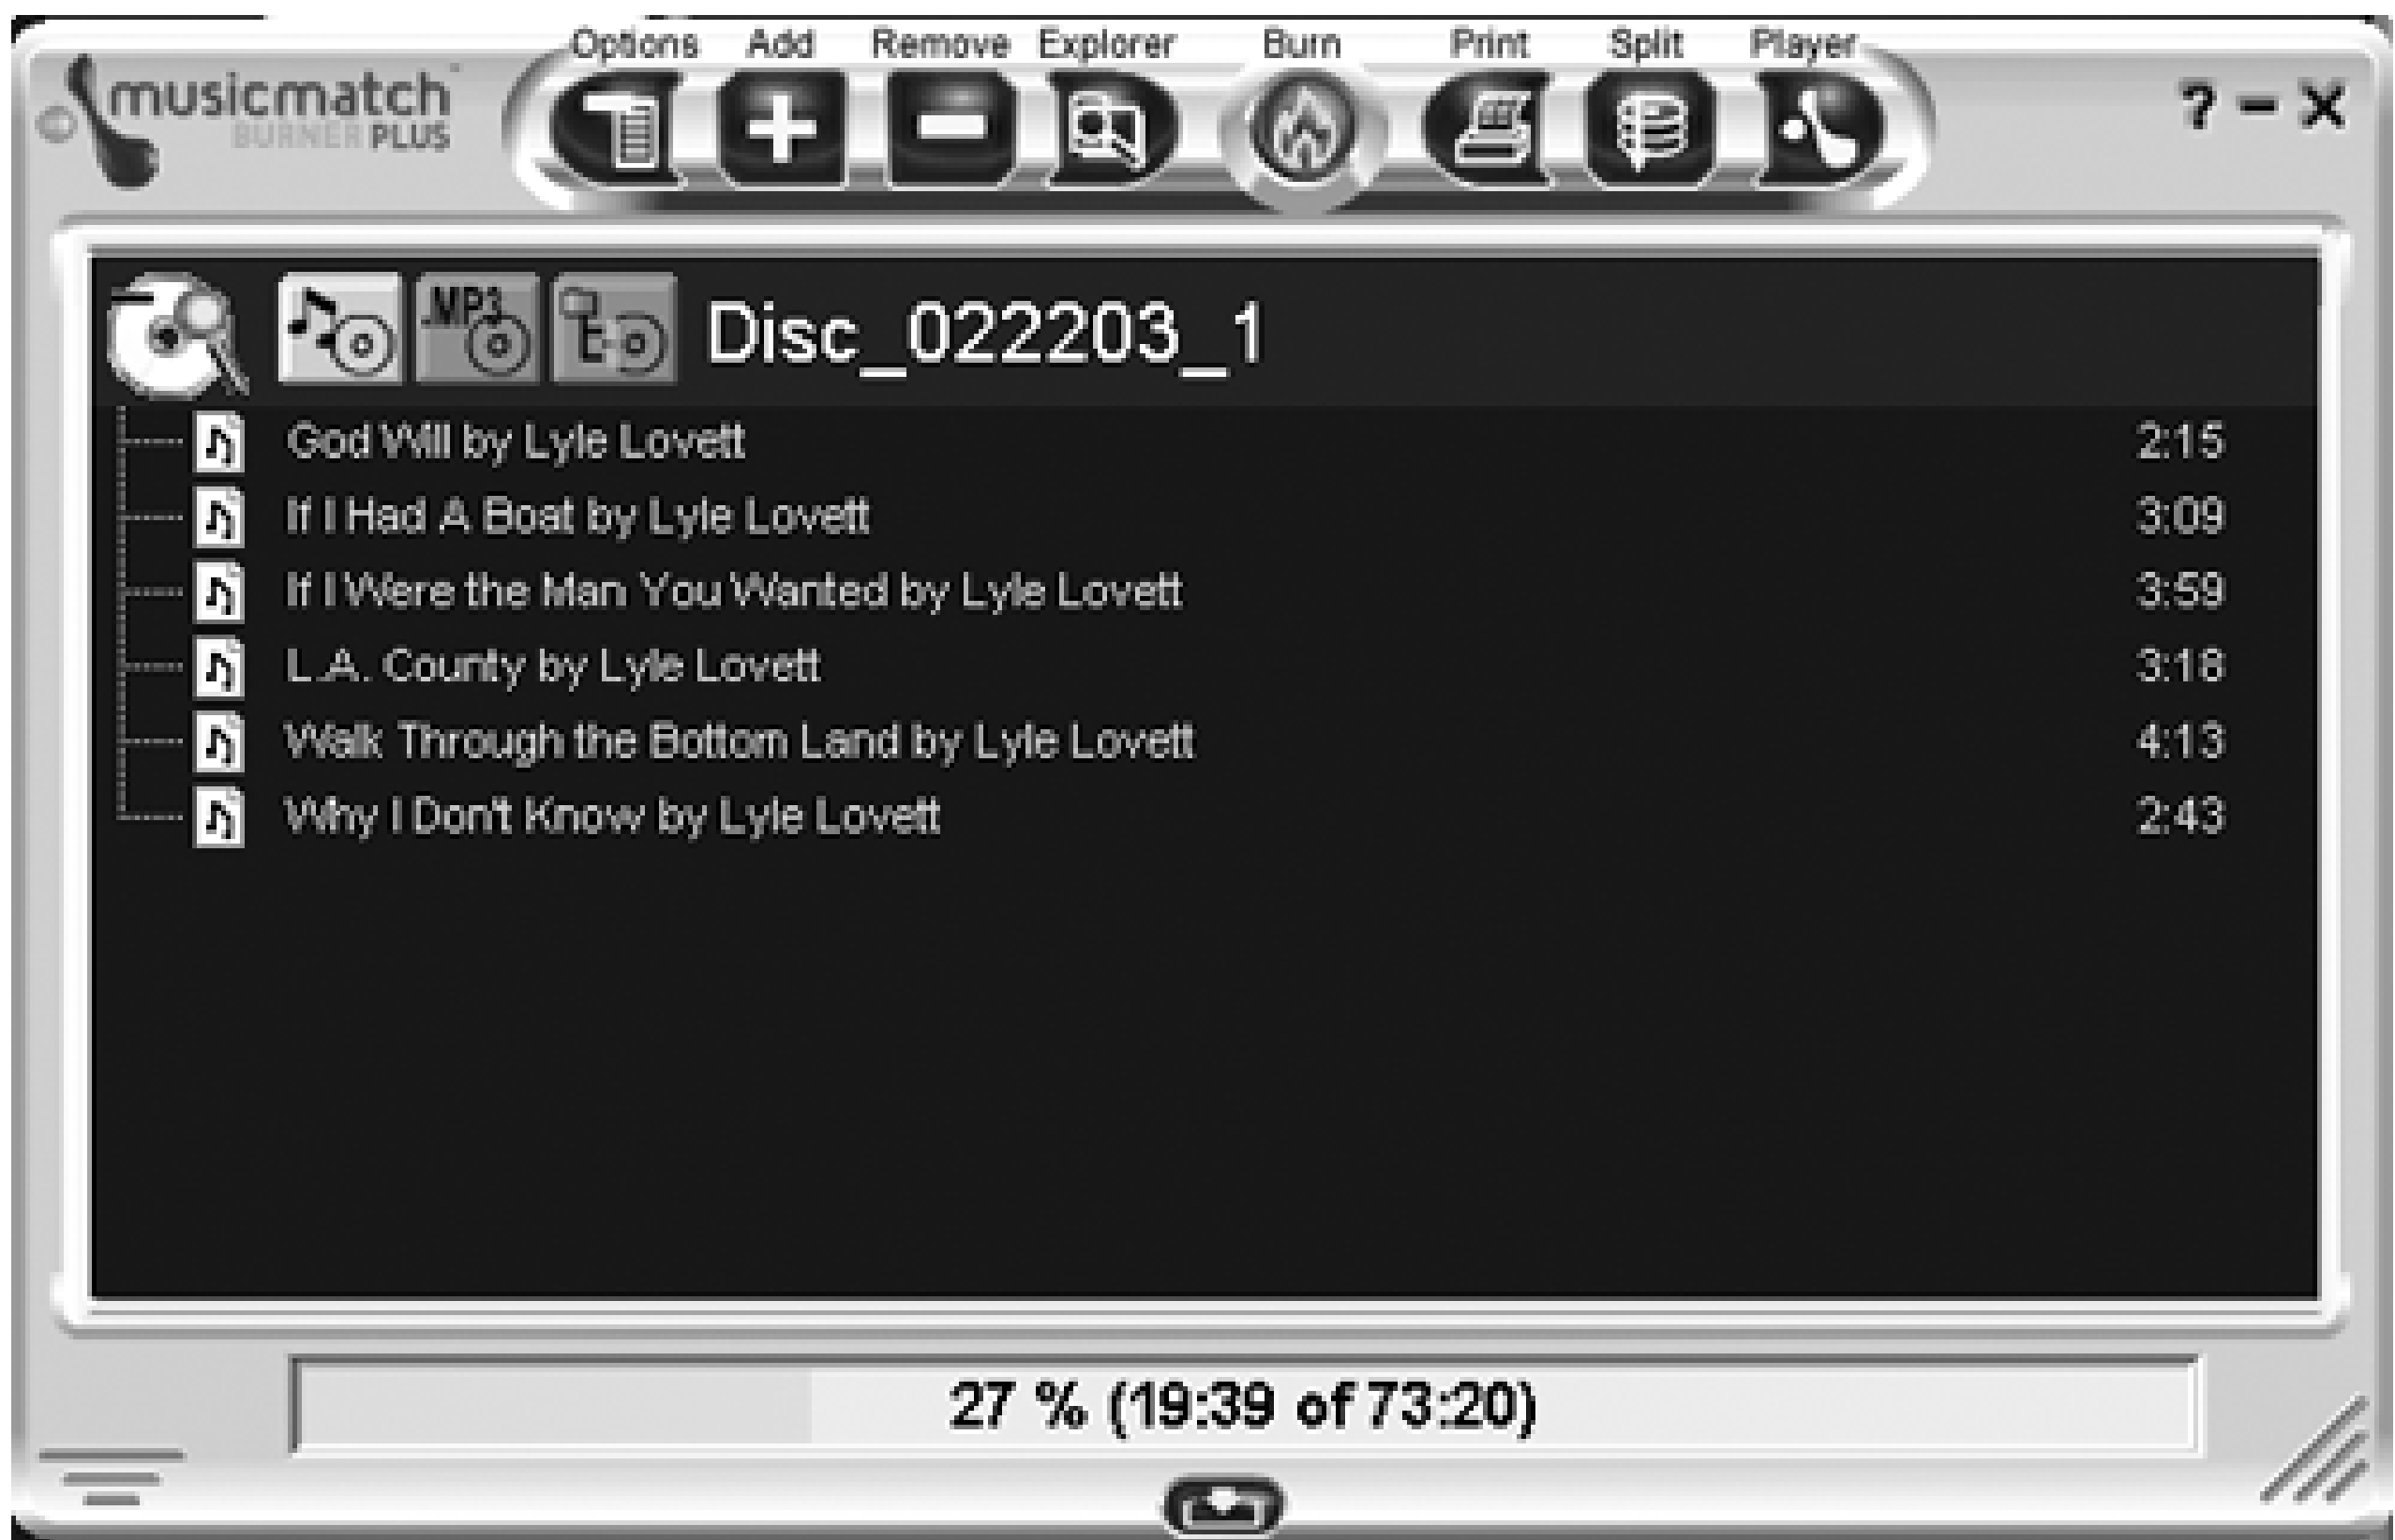 Options Add Remove Explorer Burn Print Split Player
musicmatch
BURNER PLUS
? – X
.MP3 Disc_022203_1
God Will by Lyle Lovett 2:15
If I Had A Boat by Lyle Lovett 3:09
If I Were the Man You Wanted by Lyle Lovett 3:59
L.A. County by Lyle Lovett 3:18
Walk Through the Bottom Land by Lyle Lovett 4:13
Why I Don't Know by Lyle Lovett 2:43
27 % (19:39 of 73:20)